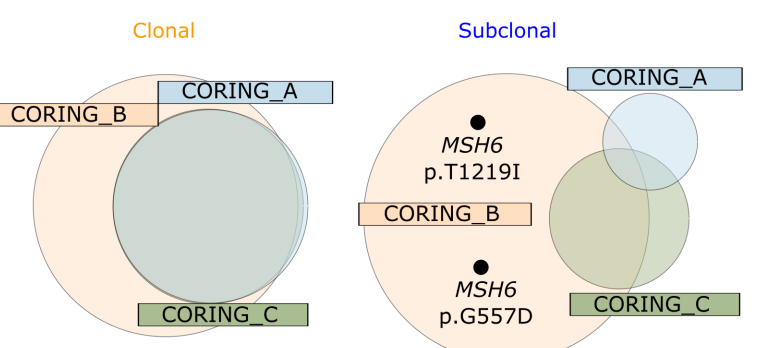 Clonal
Subclonal
CORING_A
CORING_B
CORING_C
CORING_A
MSH6
p.T1219I
CORING_B
MSH6
p.G557D
CORING_C